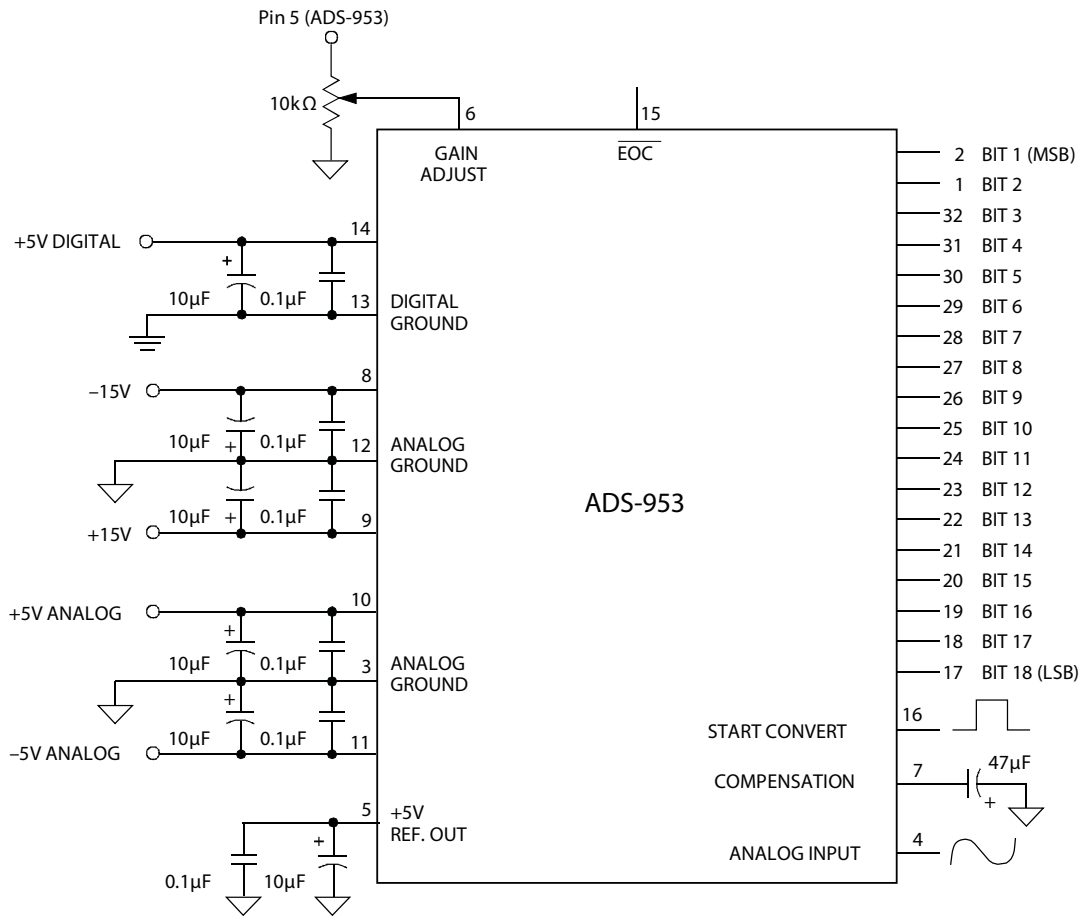 Pin 5 (ADS-953)
10kΩ
6
15
GAIN
ADJUST
EOC
2 BIT 1 (MSB)
1 BIT 2
32 BIT 3
31 BIT 4
30 BIT 5
29 BIT 6
28 BIT 7
27 BIT 8
26 BIT 9
25 BIT 10
24 BIT 11
23 BIT 12
22 BIT 13
21 BIT 14
20 BIT 15
19 BIT 16
18 BIT 17
17 BIT 18 (LSB)
+5V DIGITAL
14
+
10µF 0.1µF
13
DIGITAL
GROUND
–15V
8
10µF + 0.1µF
12
ANALOG
GROUND
10µF + 0.1µF
+15V
9
ADS-953
+5V ANALOG
10
+
10µF 0.1µF
3
ANALOG
GROUND
+
10µF 0.1µF
–5V ANALOG
11
5
+5V
REF. OUT
+
0.1µF 10µF
START CONVERT
16
COMPENSATION
7
47µF
+
ANALOG INPUT
4